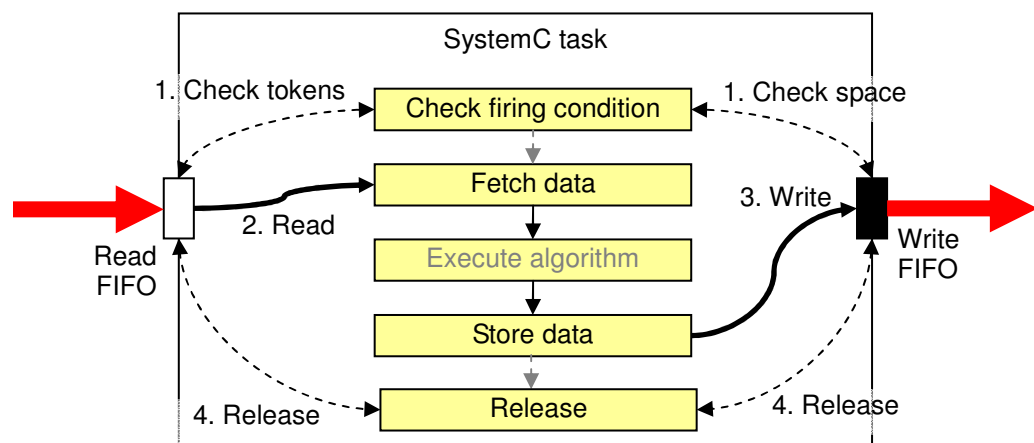 SystemC task
1. Check tokens
Check firing condition
1. Check space
Fetch data
2. Read
3. Write
Read
FIFO
Execute algorithm
Write
FIFO
Store data
4. Release
Release
4. Release